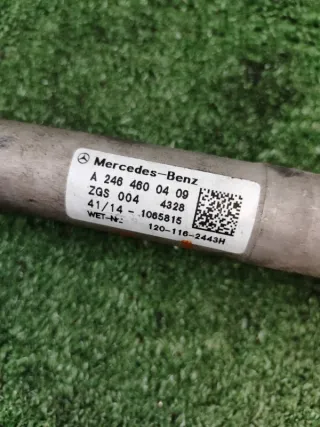 Mercedes-Benz
A 246 460 04 09
ZGS 004 4328
41/14 - 1065815
WET-Nr.
120-116-2443H